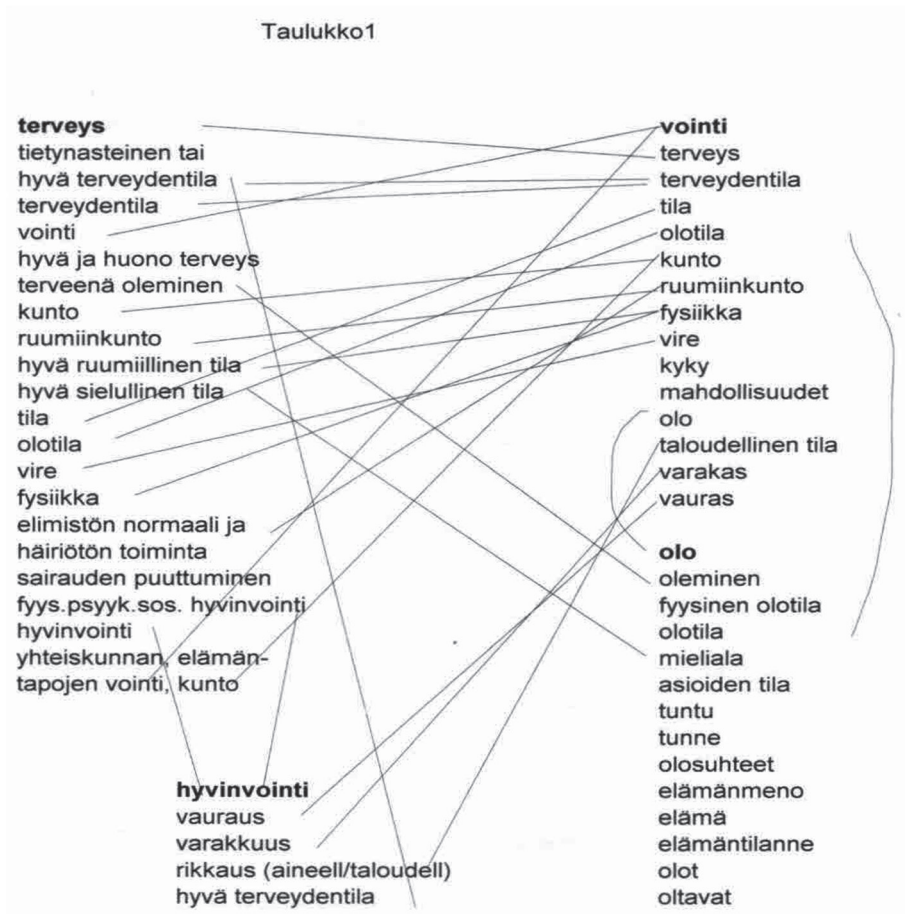 Taulukko1
terveys
tietynasteinen tai
hyvä terveydentila
terveydentila
vointi
hyvä ja huono terveys
terveenä oleminen
kunto
ruumiinkunto
hyvä ruumiillinen tila
hyvä sielullinen tila
tila
olotila
vire
fysiikka
elimistön normaali ja
häiriötön toiminta
sairauden puuttuminen
fyys.psyyk.sos. hyvinvointi
hyvinvointi
yhteiskunnan, elämän-
tapojen vointi, kunto
hyvinvointi
vauraus
varakkuus
rikkaus (aineell/taloudell)
hyvä terveydentila
vointi
terveys
terveydentila
tila
olotila
kunto
ruumiinkunto
fysiikka
vire
kyky
mahdollisuudet
olo
taloudellinen tila
varakas
vauras
olo
oleminen
fyysinen olotila
olotila
mieliala
asioiden tila
tuntu
tunne
olosuhteet
elämänmeno
elämä
elämäntilanne
olot
oltavat